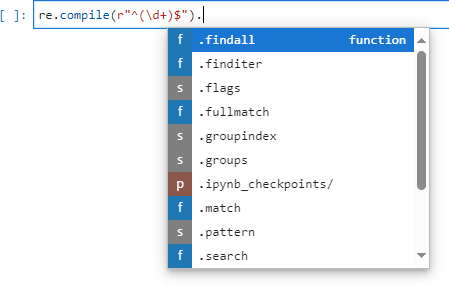 [ ]: re.compile(r"^(\d+)$").
f .findall function
f .finditer
s .flags
f .fullmatch
s .groupindex
s .groups
p .ipynb_checkpoints/
f .match
s .pattern
f .search